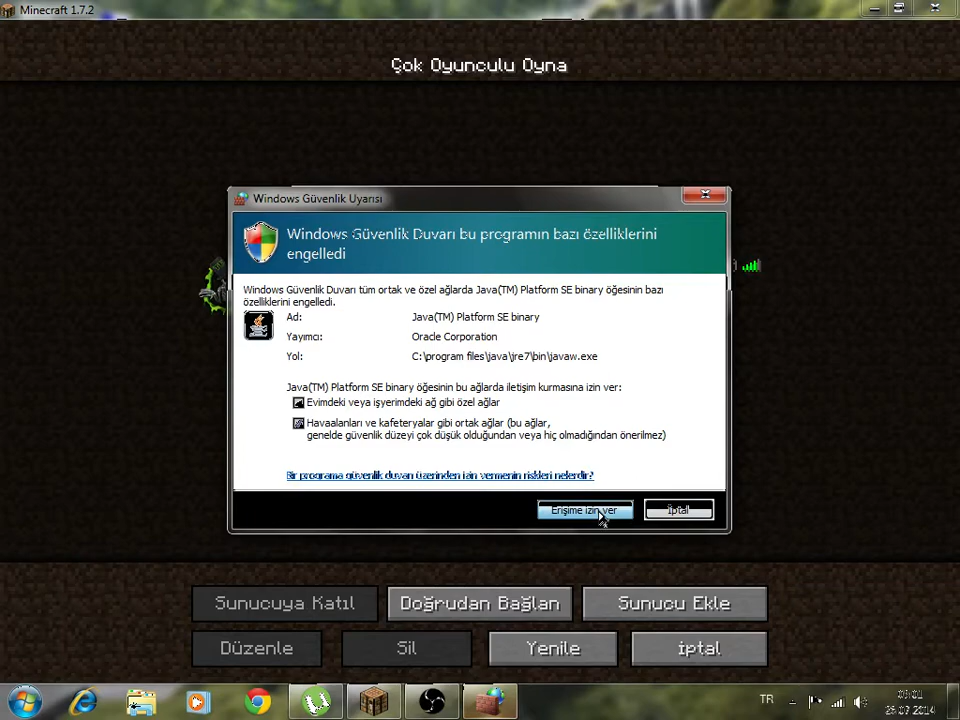 Minecraft 1.7.2
Çok Oyunculu Oyna
Windows Güvenlik Uyarısı
Windows Güvenlik Duvarı bu programın bazı özelliklerini
engelledi
Windows Güvenlik Duvarı tüm ortak ve özel ağlarda Java(TM) Platform SE binary öğesinin bazı
özelliklerini engelledi.
Ad: Java(TM) Platform SE binary
Yayımcı: Oracle Corporation
Yol: C:\program files\java\jre7\bin\javaw.exe
Java(TM) Platform SE binary öğesinin bu ağlarda iletişim kurmasına izin ver:
Evimdeki veya işyerimdeki ağ gibi özel ağlar
Havaalanları ve kafeteryalar gibi ortak ağlar (bu ağlar,
genelde güvenlik düzeyi çok düşük olduğundan veya hiç olmadığından önerilmez)
Bir programa güvenlik duvarı üzerinden izin vermenin riskleri nelerdir?
Erişime izin ver İptal
Sunucuya Katıl Doğrudan Bağlan Sunucu Ekle
Düzenle Sil Yenile İptal
TR